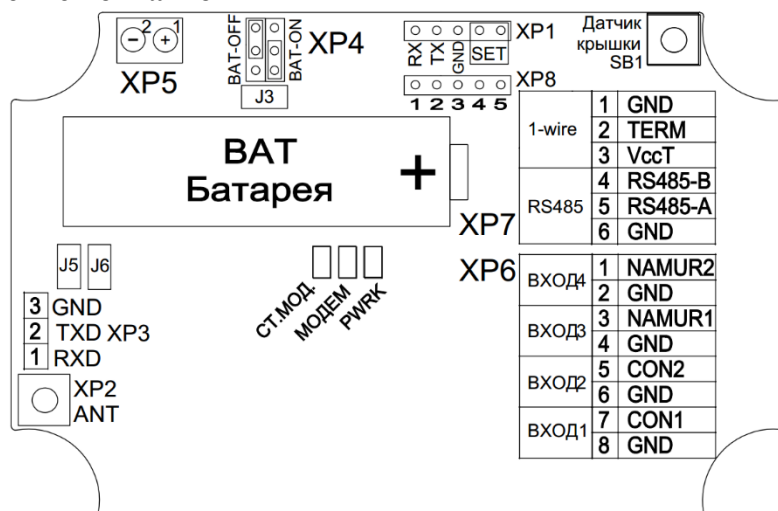 2 1
XP5
BAT-OFF
BAT-ON
XP4
J3
RX
TX
GND
SET
XP1
XP8
1 2 3 4 5
Датчик
крышки
SB1
BAT
Батарея
+
1-wire
1 GND
2 TERM
3 VccT
RS485
4 RS485-B
5 RS485-A
6 GND
XP7
XP6
ВХОД4
1 NAMUR2
2 GND
ВХОД3
3 NAMUR1
4 GND
ВХОД2
5 CON2
6 GND
ВХОД1
7 CON1
8 GND
J5 J6
СТ.МОД.
МОДЕМ
PWRK
3 GND
2 TXD XP3
1 RXD
XP2
ANT